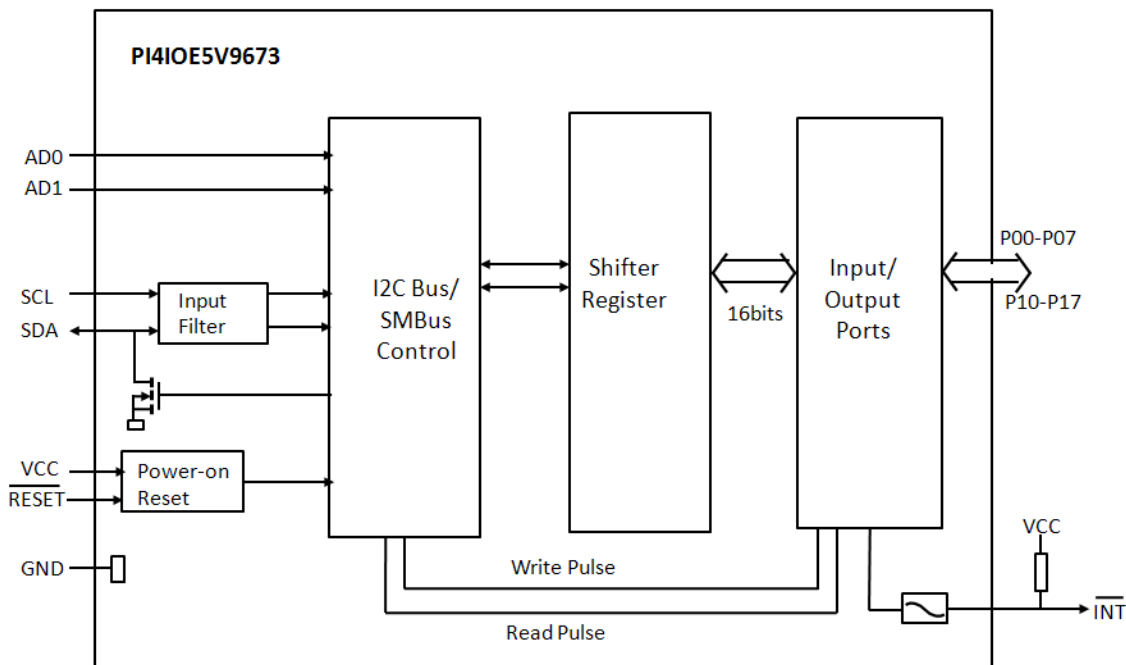 PI4IOE5V9673
AD0
AD1
SCL
SDA
Input
Filter
I2C Bus/
SMBus
Control
Shifter
Register
16bits
Input/
Output
Ports
P00-P07
P10-P17
VCC
RESET
Power-on
Reset
GND
Write Pulse
Read Pulse
VCC
INT